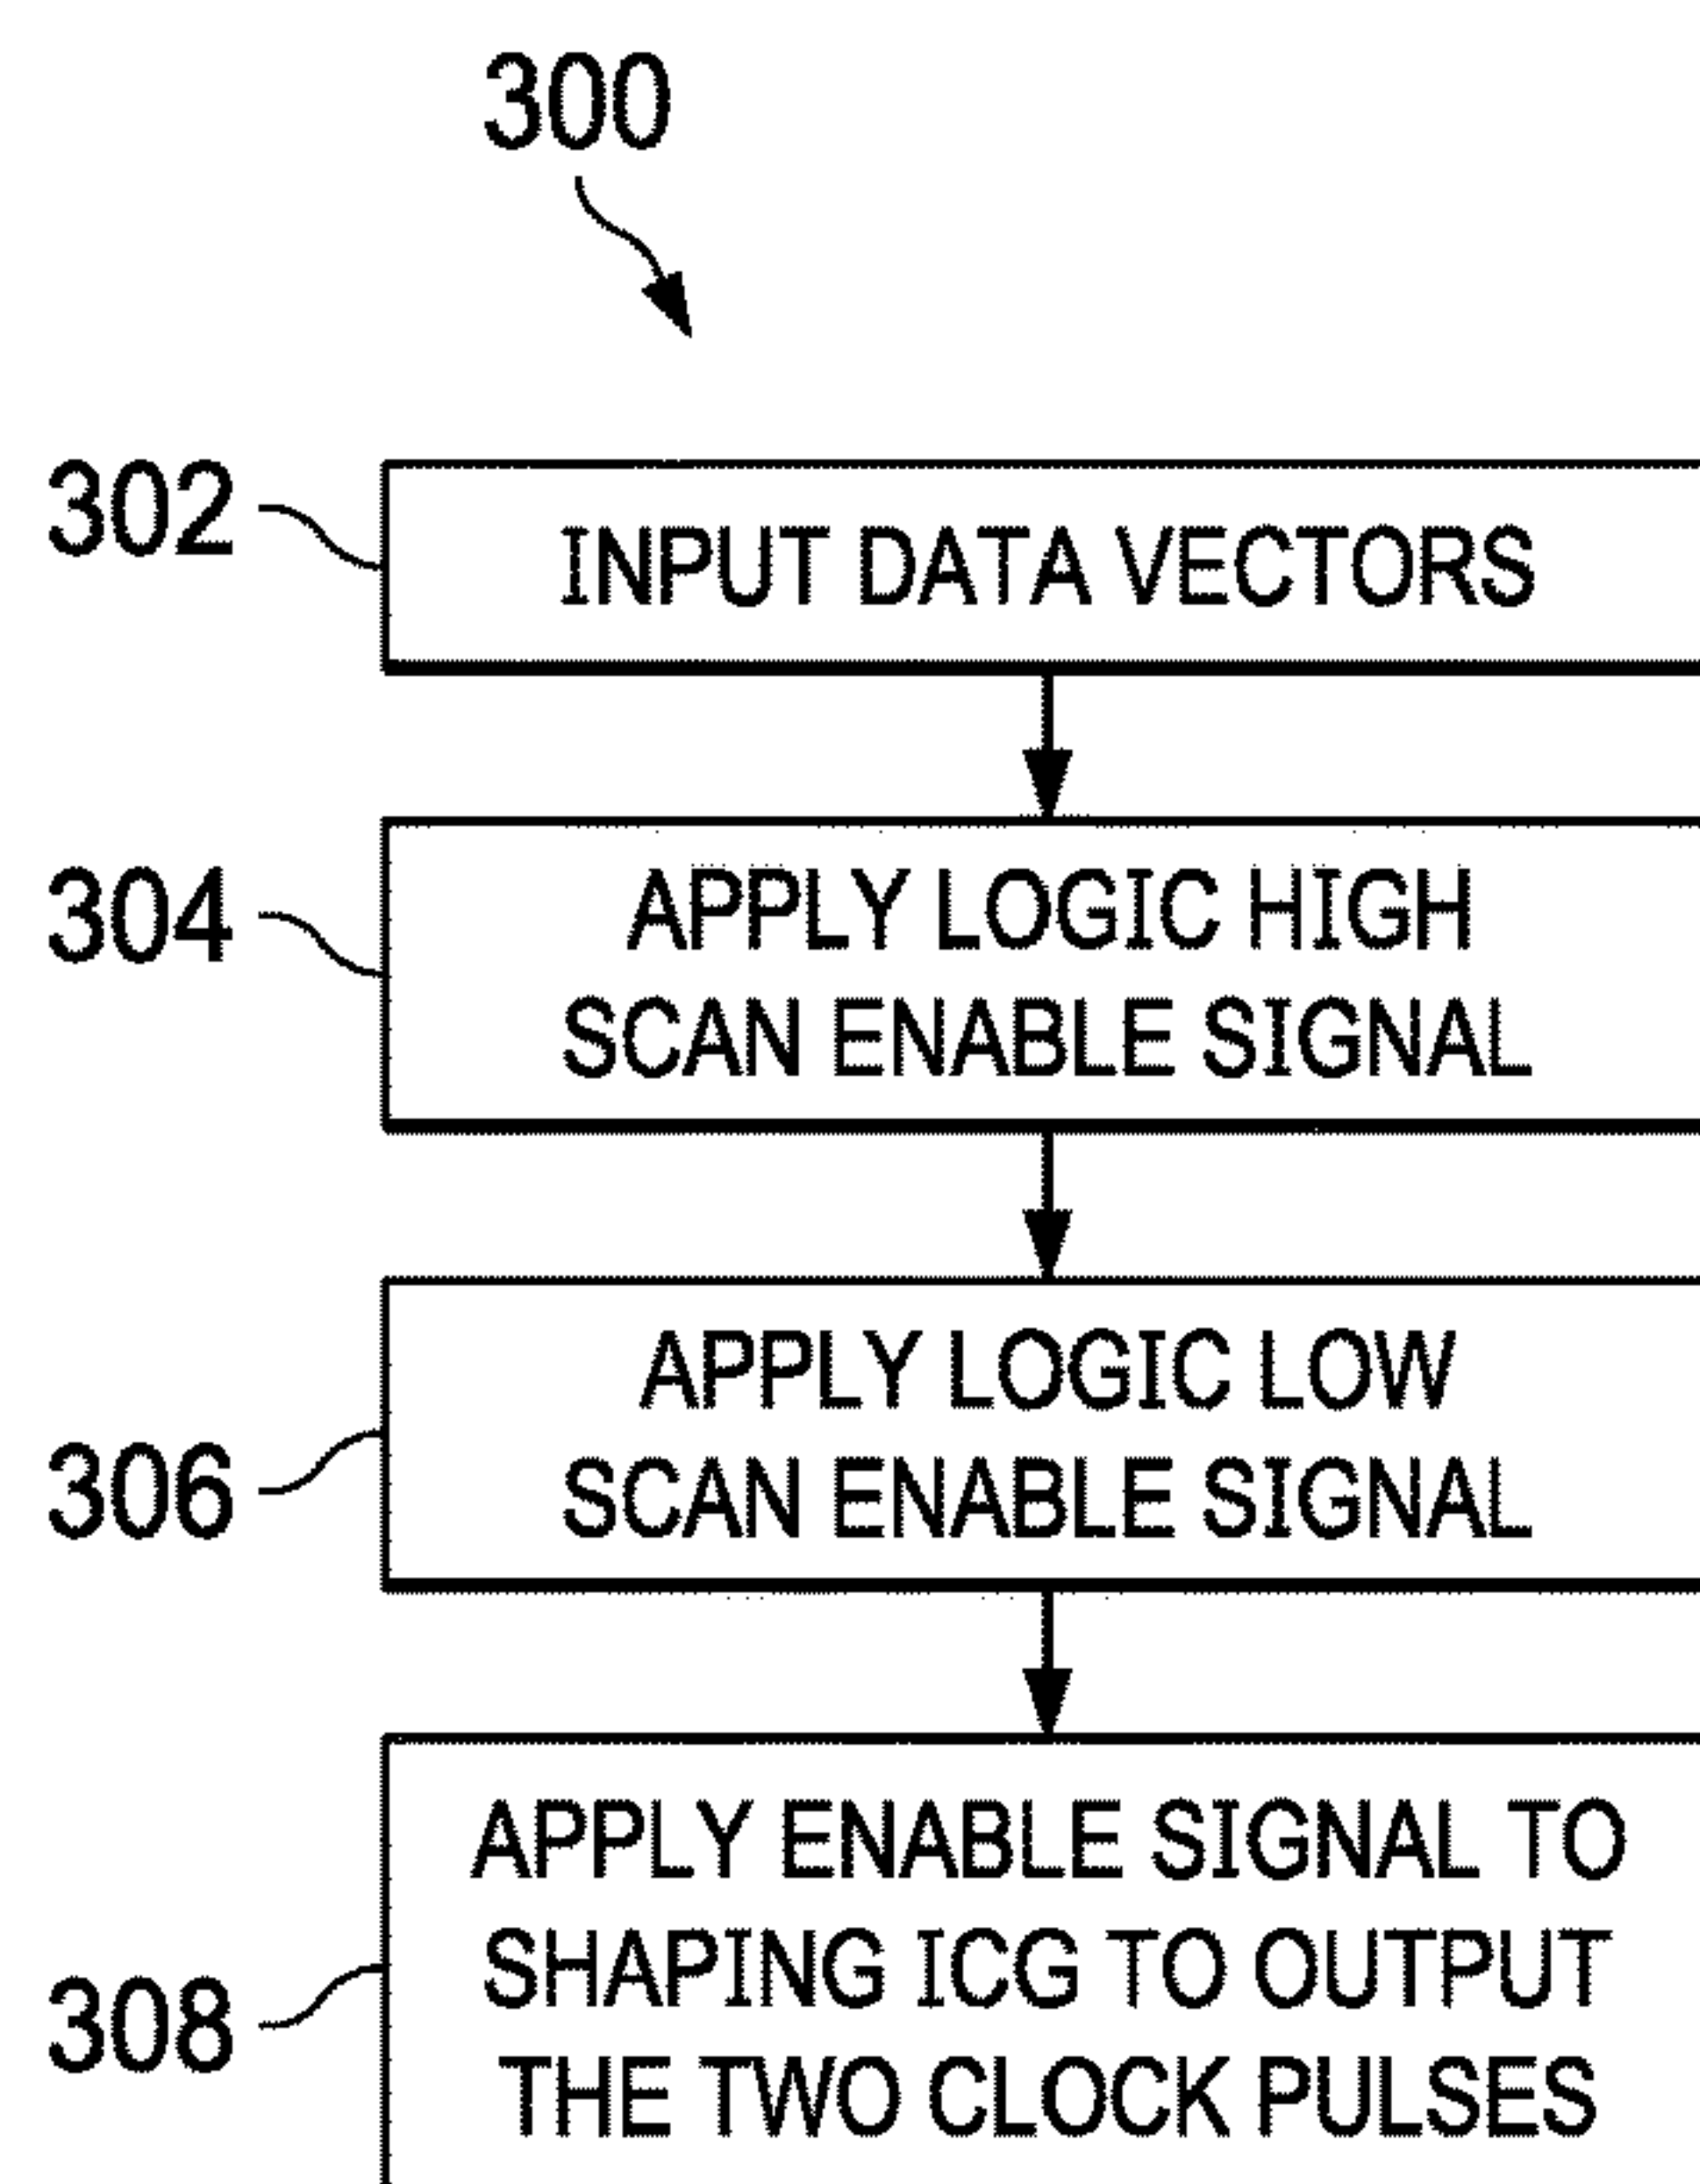 300
302
INPUT DATA VECTORS
304
APPLY LOGIC HIGH
SCAN ENABLE SIGNAL
306
APPLY LOGIC LOW
SCAN ENABLE SIGNAL
308
APPLY ENABLE SIGNAL TO
SHAPING ICG TO OUTPUT
THE TWO CLOCK PULSES